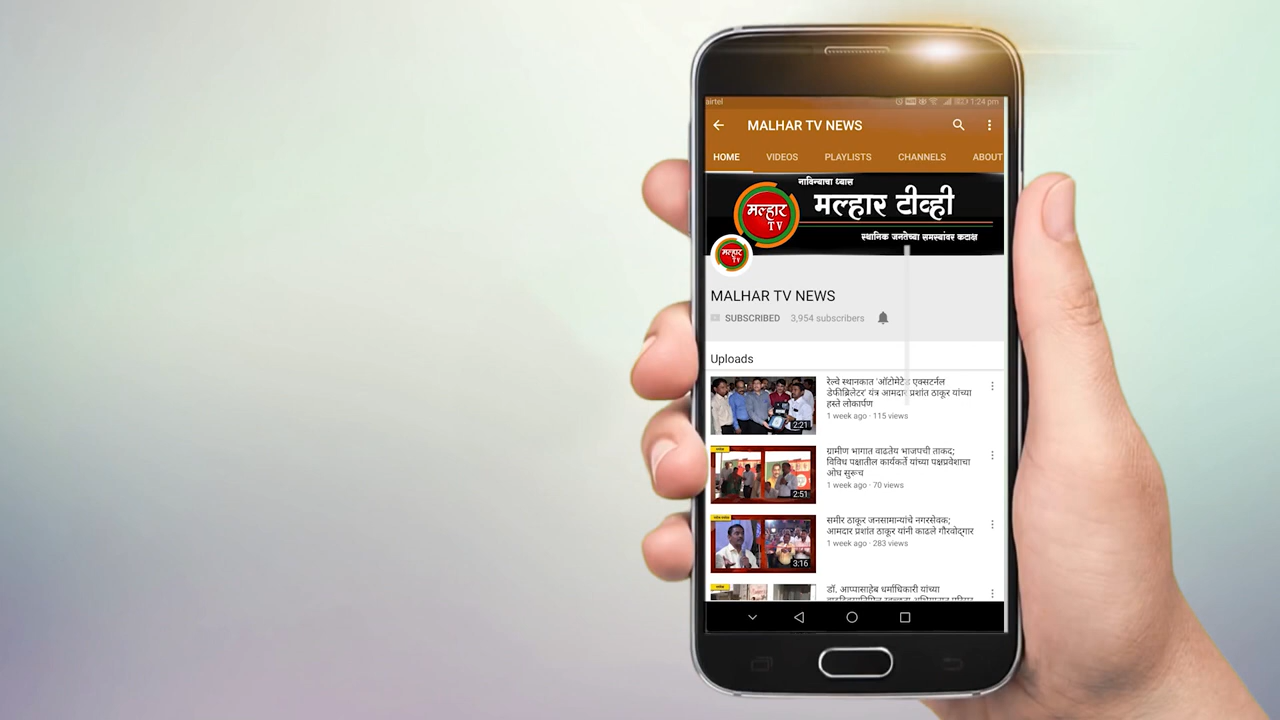 airtel
1:24 pm
MALHAR TV NEWS
HOME VIDEOS PLAYLISTS CHANNELS ABOUT
नाविन्याचा ध्यास
मल्हार टीव्ही
मल्हार
TV
स्थानिक जनतेच्या समस्यांवर कटाक्ष
मल्हार
TV
MALHAR TV NEWS
SUBSCRIBED 3,954 subscribers
Uploads
रेल्वे स्थानकात 'ऑटोमेटेड एक्सटर्नल
डेफीब्रिलेटर' यंत्र आमदार प्रशांत ठाकूर यांच्या
हस्ते लोकार्पण
1 week ago · 115 views
2:21
ग्रामीण भागात वाढतेय भाजपची ताकद;
विविध पक्षातील कार्यकर्ते यांच्या पक्षप्रवेशाचा
ओघ सुरूच
1 week ago · 70 views
2:51
समीर ठाकूर जनसामान्यांचे नगरसेवक;
आमदार प्रशांत ठाकूर यांनी काढले गौरवोद्गार
1 week ago · 283 views
3:16
डॉ. आप्पासाहेब धर्माधिकारी यांच्या